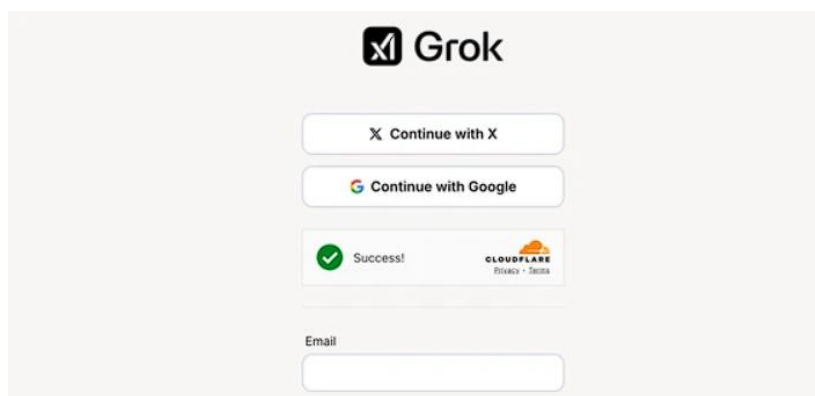 Grok
Continue with X
Continue with Google
Success!
CLOUDFLARE
Privacy • Terms
Email